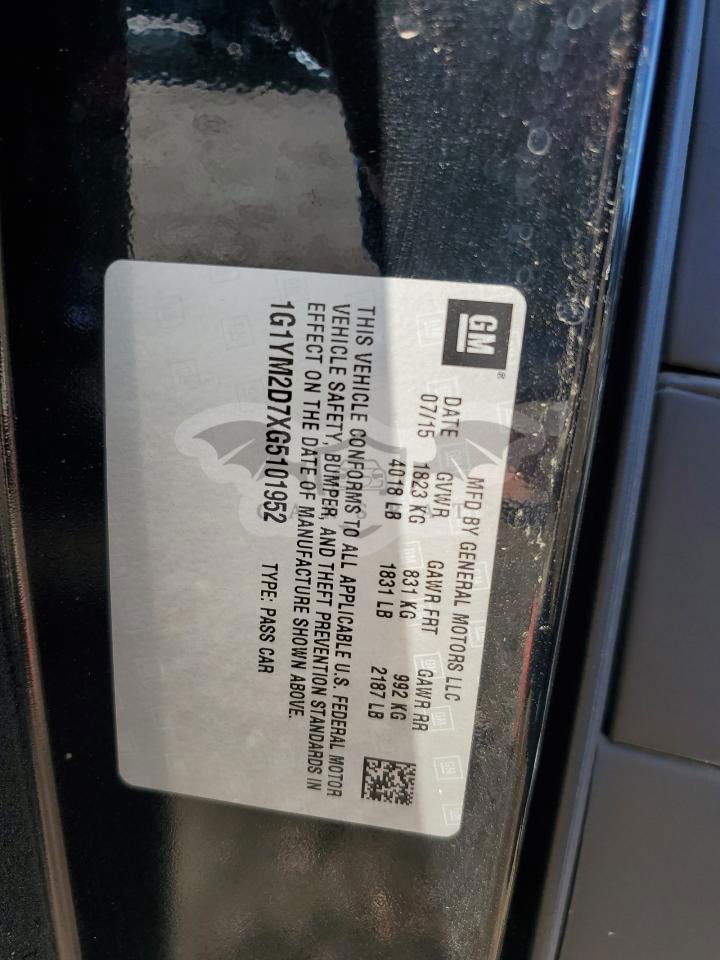 GM
MFD BY GENERAL MOTORS LLC
DATE GVWR GAWR FRT GAWR RR
07/15 1823 KG 831 KG 992 KG
4018 LB 1831 LB 2187 LB
THIS VEHICLE CONFORMS TO ALL APPLICABLE U.S. FEDERAL MOTOR
VEHICLE SAFETY, BUMPER, AND THEFT PREVENTION STANDARDS IN
EFFECT ON THE DATE OF MANUFACTURE SHOWN ABOVE.
1G1YM2D7XG5101952 TYPE: PASS CAR